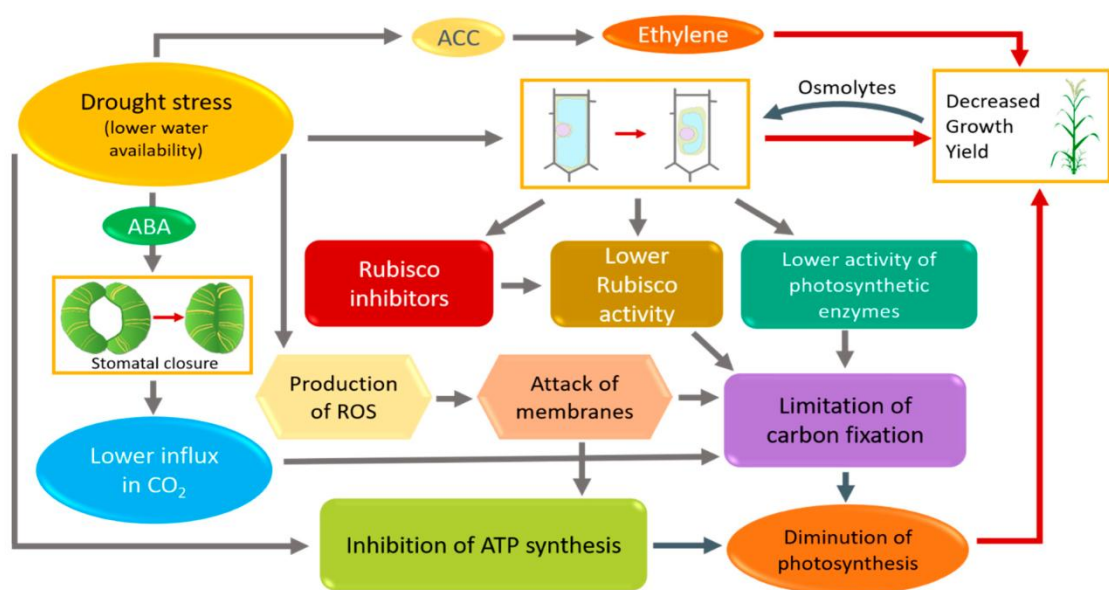 ACC
Ethylene
Drought stress
(lower water
availability)
Osmolytes
Decreased
Growth
Yield
ABA
Rubisco
inhibitors
Lower
Rubisco
activity
Lower activity of
photosynthetic
enzymes
Stomatal closure
Production
of ROS
Attack of
membranes
Limitation of
carbon fixation
Lower influx
in CO₂
Inhibition of ATP synthesis
Diminution of
photosynthesis